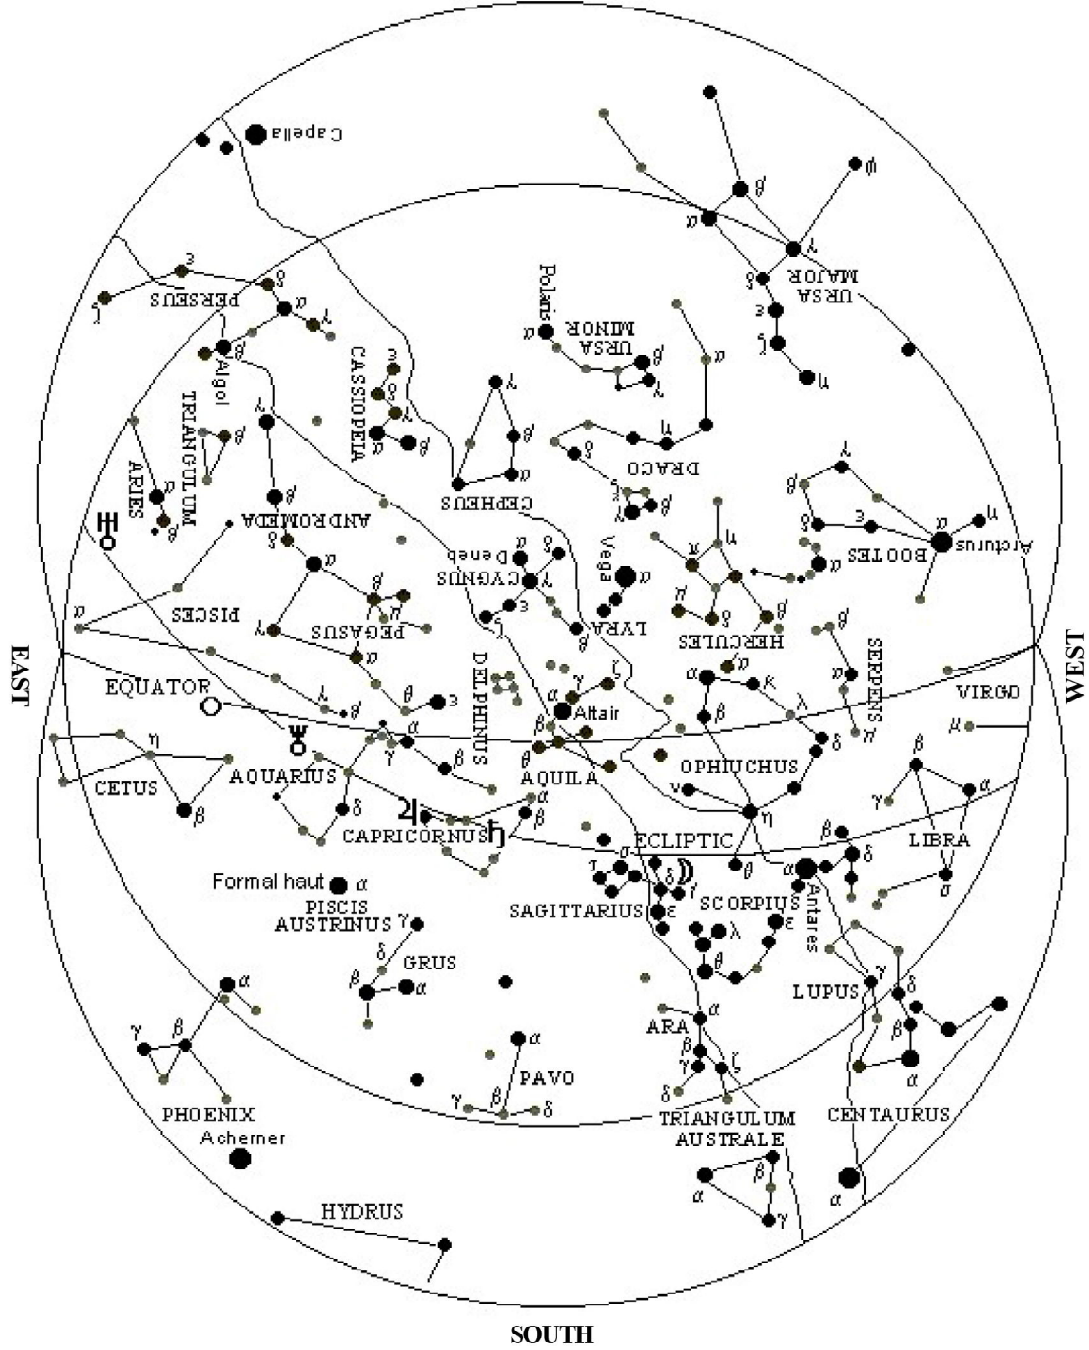 Capella
φ
β
α
γ
δ
URSA
MAJOR
ε
ζ
η
ε
δ
PERSEUS
ζ
α
γ
β
Algol
Polaris
α
URSA
MINOR
β
γ
α
CASSIOPEIA
ε
δ
γ
α
β
γ
β
α
CEPHEUS
η
δ
DRACO
ξ
β
γ
TRIANGULUM
β
γ
ARIES
α
β
β
ANDROMEDA
δ
α
γ
β
δ
ε
α
Arcturus
η
BOOTES
α
Deneb
α
δ
CYGNUS
γ
ε
ζ
β
Vega
α
LYRA
η
π
μ
δ
β
HERCULES
α
PISCES
α
γ
β
β
μ
PEGASUS
γ
α
θ
ε
SERPENS
β
α
μ
EAST
WEST
EQUATOR
VIRGO
μ
DELPHINUS
ζ
γ
α
Altair
β
θ
AQUILA
α
α
κ
β
λ
δ
OPHIUCHUS
ν
η
θ
CETUS
η
β
AQUARIUS
α
γ
β
δ
CAPRICORNUS
α
β
ECLIPTIC
β
γ
α
LIBRA
σ
Formal haut α
PISCIS
AUSTRINUS
τ
σ
δ
γ
ε
SAGITTARIUS
SCORPIUS
β
δ
α
Antares
ε
λ
θ
γ
δ
GRUS
β
α
LUPUS
γ
δ
β
α
CENTAURUS
α
γ
β
PHOENIX
Acherner
α
PAVO
γ
β
δ
ARA
α
β
γ
ζ
δ
TRIANGULUM
AUSTRALE
β
α
γ
α
HYDRUS
SOUTH